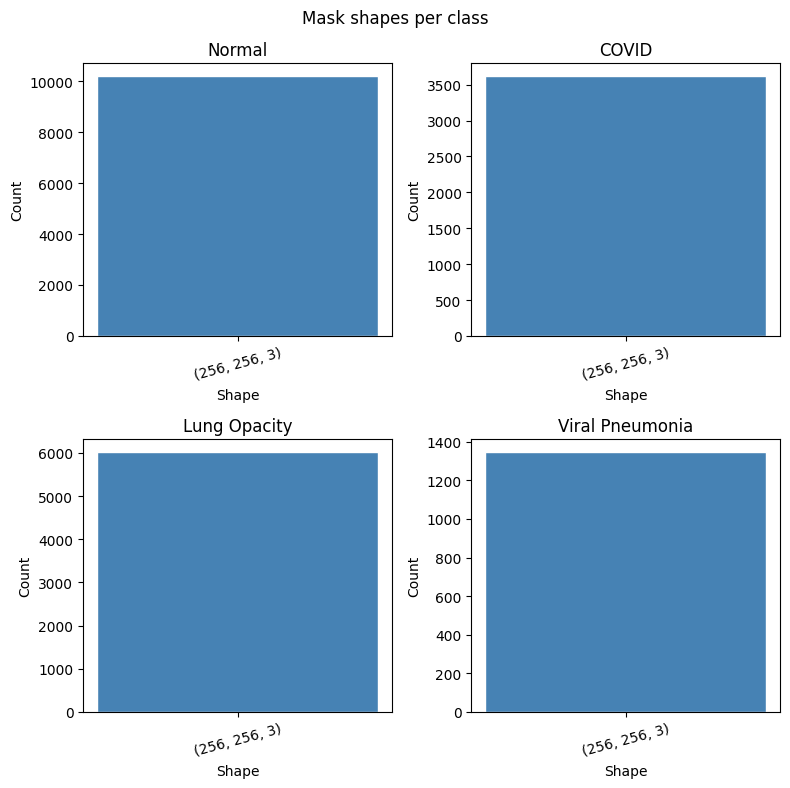 Mask shapes per class
Normal
10000
8000
6000
4000
2000
0
Count
(256, 256, 3)
Shape
COVID
3500
3000
2500
2000
1500
1000
500
0
Count
(256, 256, 3)
Shape
Lung Opacity
6000
5000
4000
3000
2000
1000
0
Count
(256, 256, 3)
Shape
Viral Pneumonia
1400
1200
1000
800
600
400
200
0
Count
(256, 256, 3)
Shape